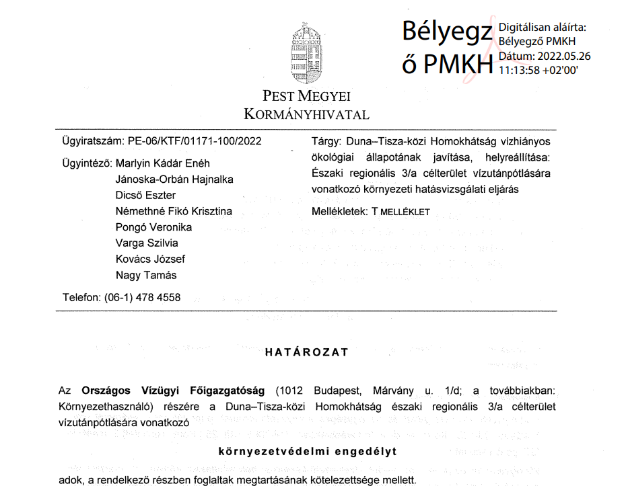 Bélyegz
ő PMKH
Digitálisan aláírta:
Bélyegző PMKH
Dátum: 2022.05.26
11:13:58 +02'00'
PEST MEGYEI
KORMÁNYHIVATAL
Ügyiratszám: PE-06/KTF/01171-100/2022
Ügyintéző: Marlyin Kádár Enéh
Jánoska-Orbán Hajnalka
Dicső Eszter
Némethné Fikó Krisztina
Pongó Veronika
Varga Szilvia
Kovács József
Nagy Tamás
Telefon: (06-1) 478 4558
Tárgy: Duna–Tisza-közi Homokhátság vízhiányos
ökológiai állapotának javítása, helyreállítása:
Északi regionális 3/a célterület vízutánpótlására
vonatkozó környezeti hatásvizsgálati eljárás
Mellékletek: T MELLÉKLET
HATÁROZAT
Az Országos Vízügyi Főigazgatóság (1012 Budapest, Márvány u. 1/d; a továbbiakban:
Környezethasználó) részére a Duna–Tisza-közi Homokhátság északi regionális 3/a célterület
vízutánpótlására vonatkozó
környezetvédelmi engedélyt
adok, a rendelkező részben foglaltak megtartásának kötelezettsége mellett.